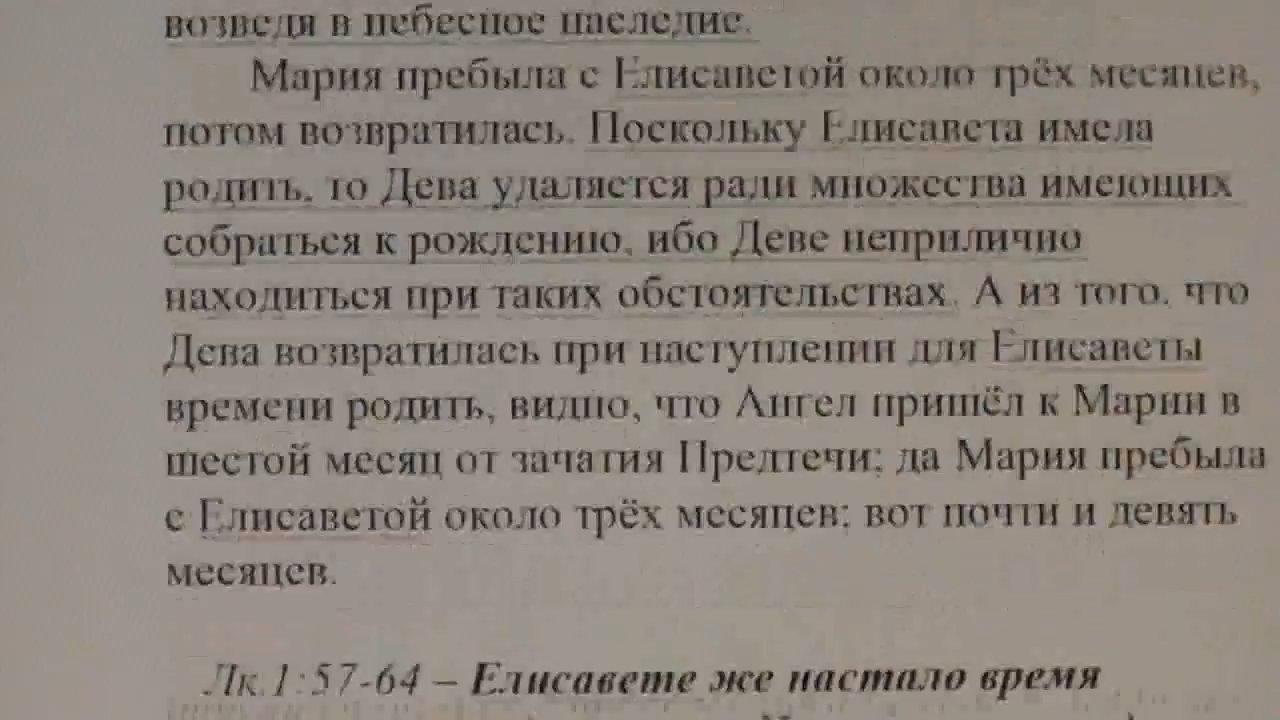 возведя в небесное наследие.
Мария пребыла с Елисаветой около трёх месяцев,
потом возвратилась. Поскольку Елисавета имела
родить, то Дева удаляется ради множества имеющих
собраться к рождению, ибо Деве неприлично
находиться при таких обстоятельствах. А из того, что
Дева возвратилась при наступлении для Елисаветы
времени родить, видно, что Ангел пришёл к Марии в
шестой месяц от зачатия Предтечи; да Мария пребыла
с Елисаветой около трёх месяцев; вот почти и девять
месяцев.
Лк.1:57-64 – Елисавете же настало время